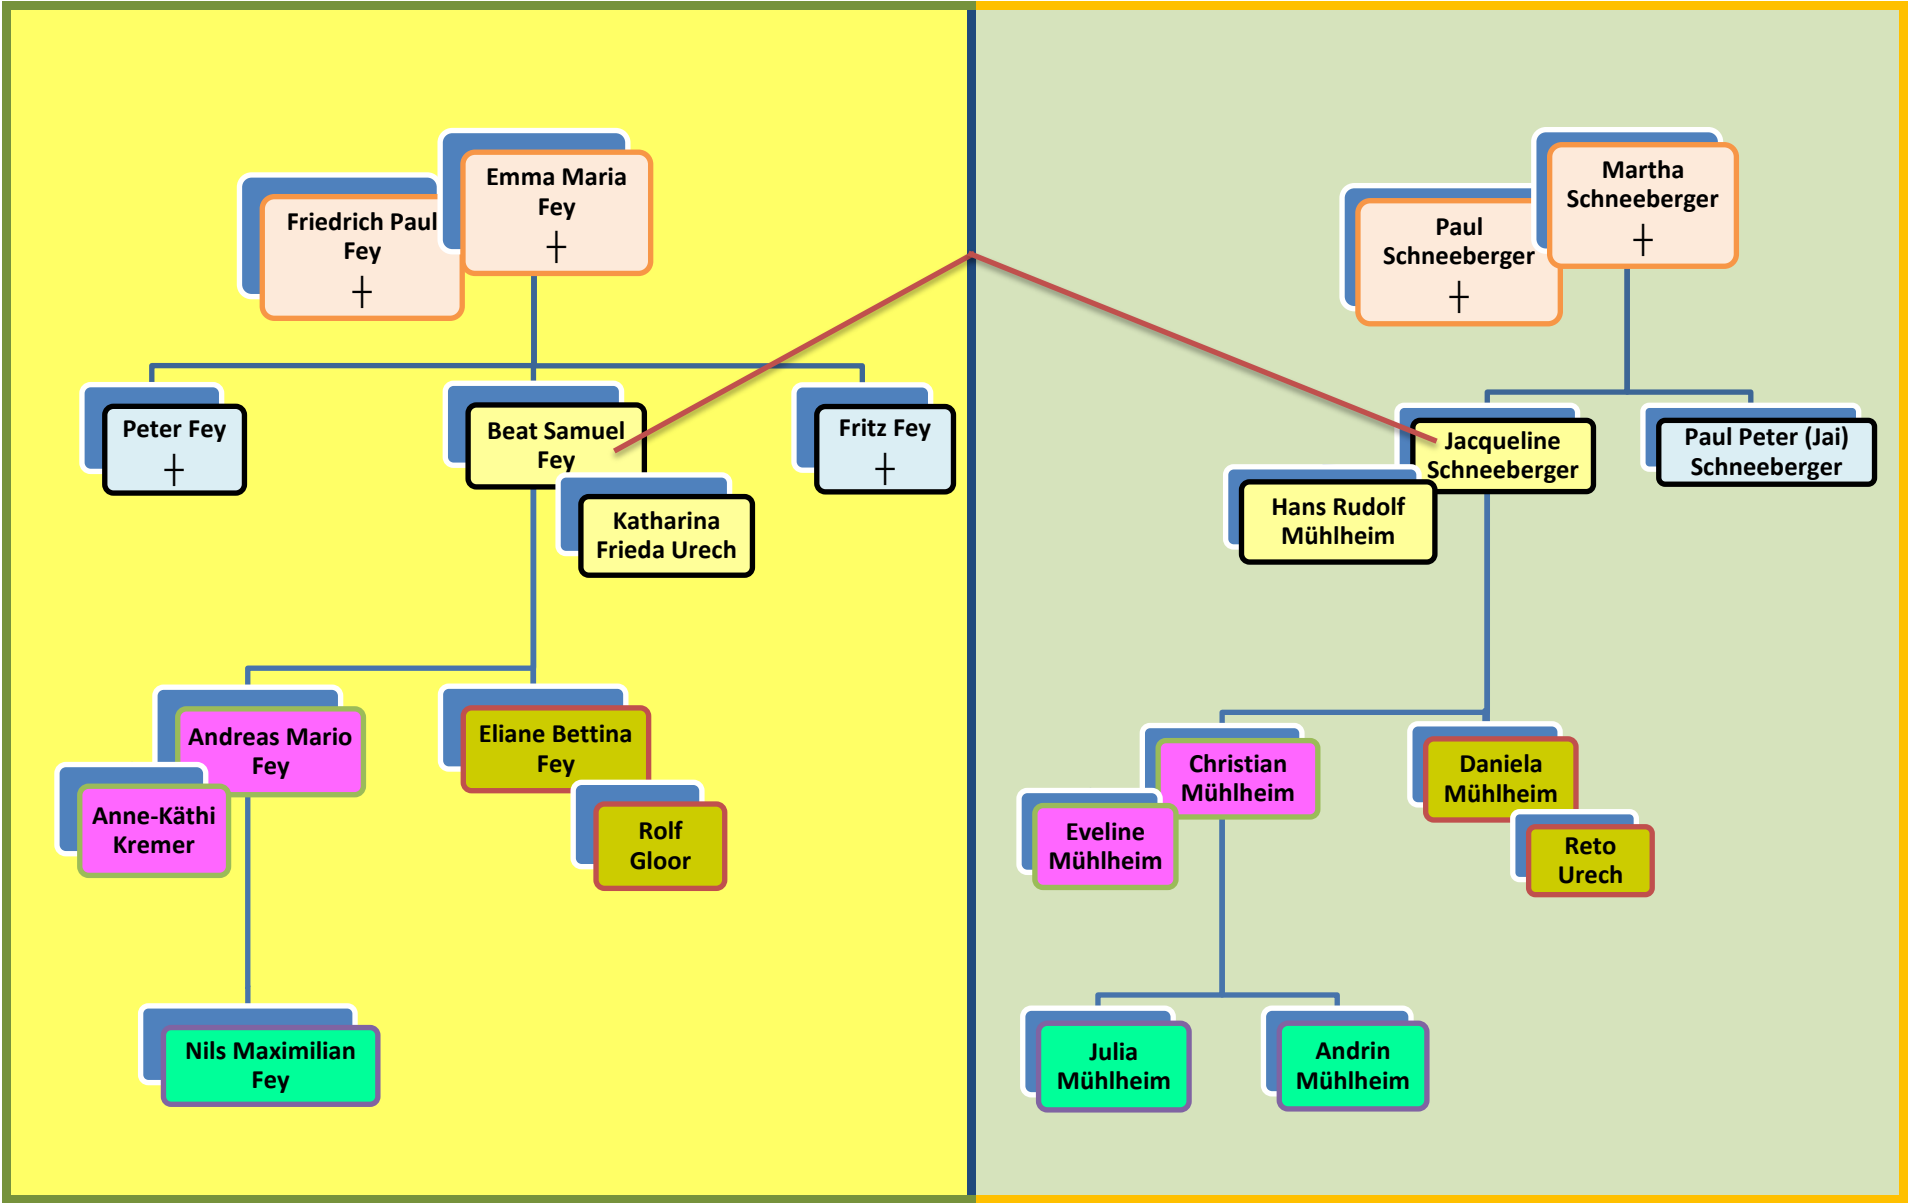 Emma Maria
Fey
┼
Friedrich Paul
Fey
┼
Peter Fey
┼
Beat Samuel
Fey
Katharina
Frieda Urech
Fritz Fey
┼
Andreas Mario
Fey
Anne-Käthi
Kremer
Eliane Bettina
Fey
Rolf
Gloor
Nils Maximilian
Fey
Martha
Schneeberger
┼
Paul
Schneeberger
┼
Jacqueline
Schneeberger
Hans Rudolf
Mühlheim
Paul Peter (Jai)
Schneeberger
Christian
Mühlheim
Eveline
Mühlheim
Daniela
Mühlheim
Reto
Urech
Julia
Mühlheim
Andrin
Mühlheim